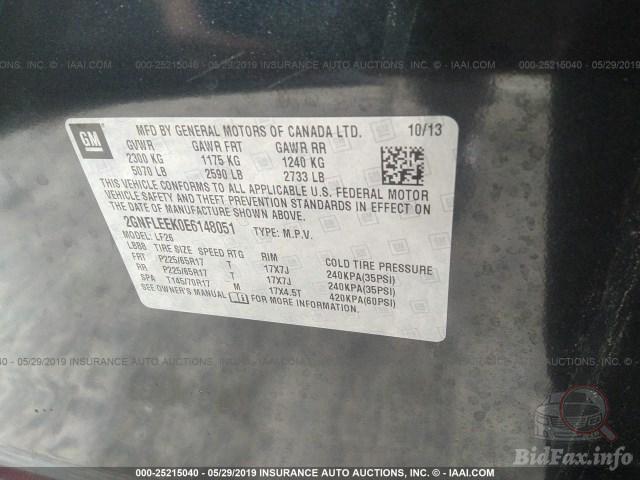 000-25215040 - 05/29/2019 INSURANCE AUTO AUCTIONS, INC. - ©IAAI.COM
GM
MFD BY GENERAL MOTORS OF CANADA LTD. 10/13
GVWR GAWR FRT GAWR RR
2300 KG 1175 KG 1240 KG
5070 LB 2590 LB 2733 LB
THIS VEHICLE CONFORMS TO ALL APPLICABLE U.S. FEDERAL MOTOR
VEHICLE SAFETY AND THEFT PREVENTION STANDARDS IN EFFECT ON
THE DATE OF MANUFACTURE SHOWN ABOVE.
2GNFLEEK0E6148051 TYPE: M.P.V.
MODEL: LF26
LBBB TIRE SIZE SPEED RTG RIM COLD TIRE PRESSURE
FRT P225/65R17 T 17X7J 240KPA(35PSI)
RR P225/65R17 T 17X7J 240KPA(35PSI)
SPA T145/70R17 M 17X4.5T 420KPA(60PSI)
SEE OWNER'S MANUAL FOR MORE INFORMATION.
BidFax.info
000-25215040 - 05/29/2019 INSURANCE AUTO AUCTIONS, INC. - ©IAAI.COM